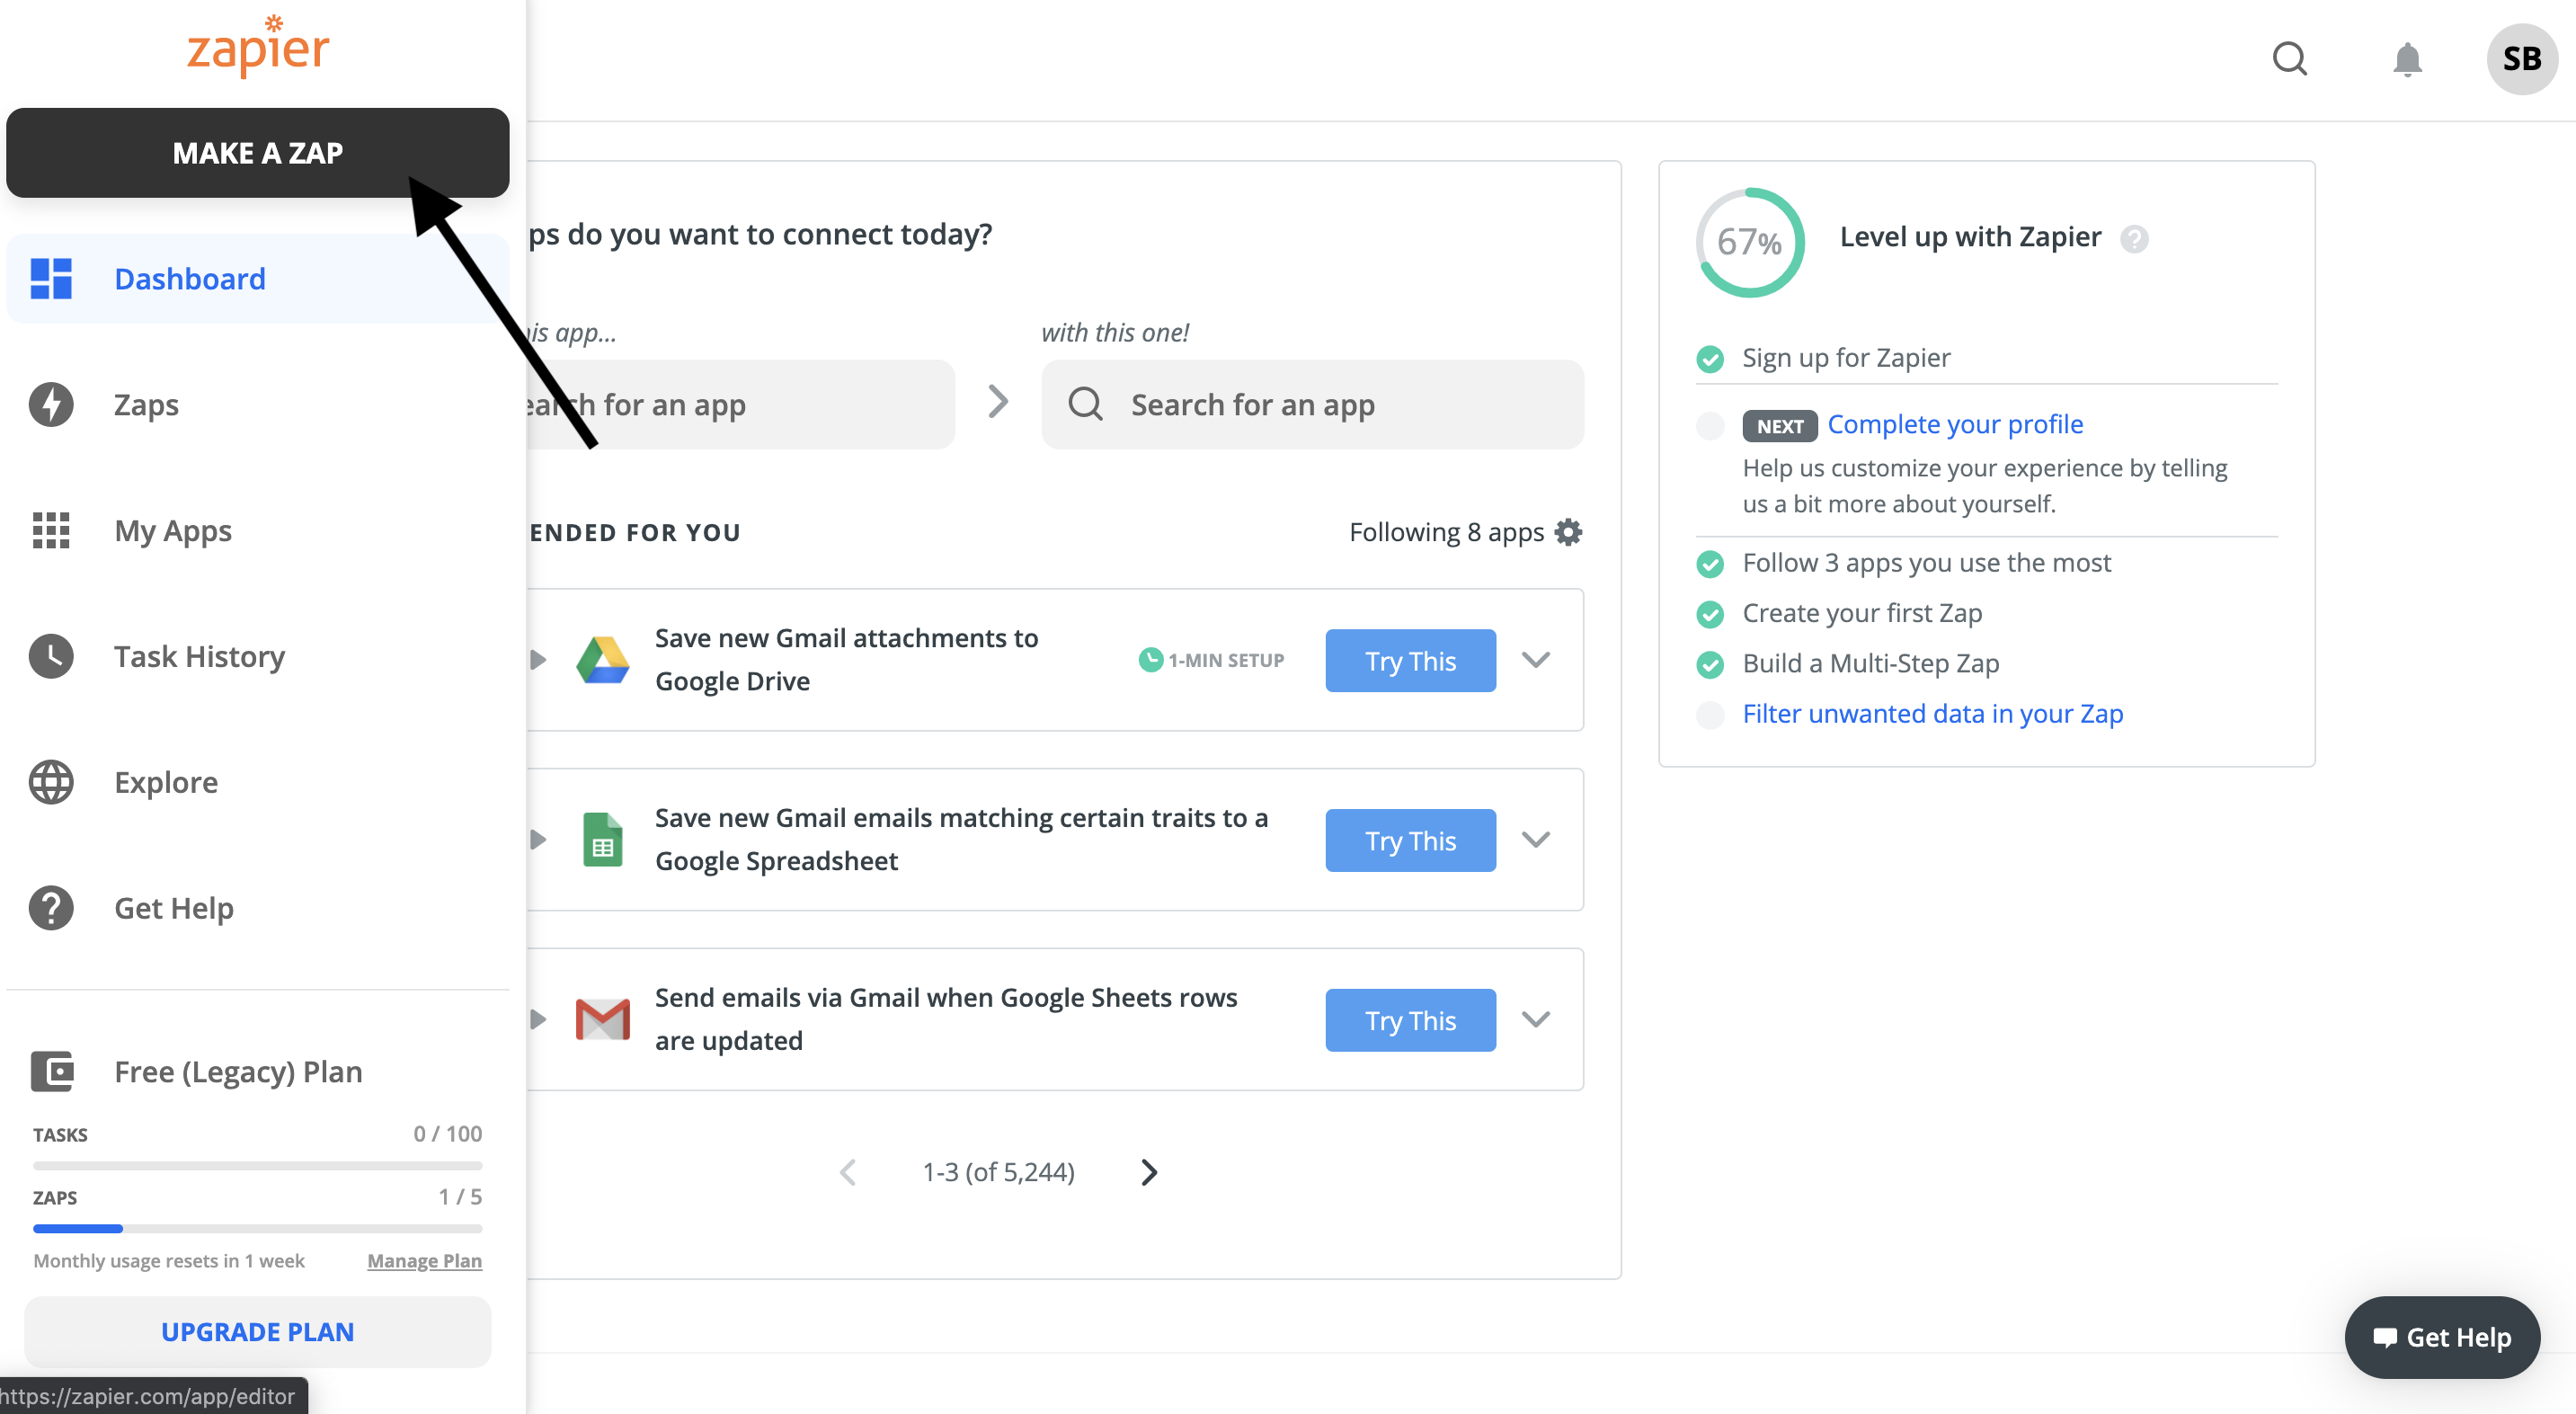 zapier
MAKE A ZAP
Dashboard
Zaps
My Apps
Task History
Explore
Get Help
Free (Legacy) Plan
TASKS 0 / 100
ZAPS 1 / 5
Monthly usage resets in 1 week Manage Plan
UPGRADE PLAN
https://zapier.com/app/editor
SB
ps do you want to connect today?
his app...
with this one!
earch for an app
Search for an app
ENDED FOR YOU
Following 8 apps
Save new Gmail attachments to
Google Drive
1-MIN SETUP
Try This
Save new Gmail emails matching certain traits to a
Google Spreadsheet
Try This
Send emails via Gmail when Google Sheets rows
are updated
Try This
1-3 (of 5,244)
67%
Level up with Zapier
?
Sign up for Zapier
NEXT Complete your profile
Help us customize your experience by telling
us a bit more about yourself.
Follow 3 apps you use the most
Create your first Zap
Build a Multi-Step Zap
Filter unwanted data in your Zap
Get Help